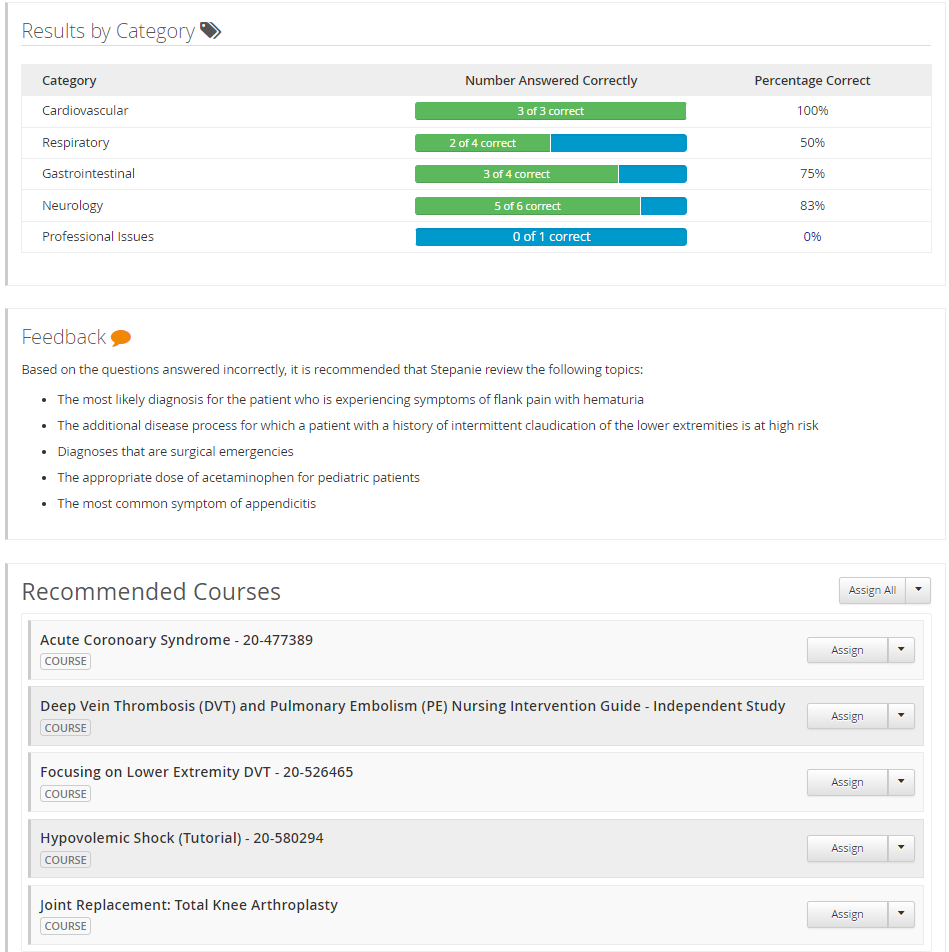 Results by Category
Category Number Answered Correctly Percentage Correct
Cardiovascular 3 of 3 correct 100%
Respiratory 2 of 4 correct 50%
Gastrointestinal 3 of 4 correct 75%
Neurology 5 of 6 correct 83%
Professional Issues 0 of 1 correct 0%
Feedback
Based on the questions answered incorrectly, it is recommended that Stepanie review the following topics:
• The most likely diagnosis for the patient who is experiencing symptoms of flank pain with hematuria
• The additional disease process for which a patient with a history of intermittent claudication of the lower extremities is at high risk
• Diagnoses that are surgical emergencies
• The appropriate dose of acetaminophen for pediatric patients
• The most common symptom of appendicitis
Recommended Courses Assign All
Acute Coronoary Syndrome - 20-477389
COURSE Assign
Deep Vein Thrombosis (DVT) and Pulmonary Embolism (PE) Nursing Intervention Guide - Independent Study
COURSE Assign
Focusing on Lower Extremity DVT - 20-526465
COURSE Assign
Hypovolemic Shock (Tutorial) - 20-580294
COURSE Assign
Joint Replacement: Total Knee Arthroplasty
COURSE Assign